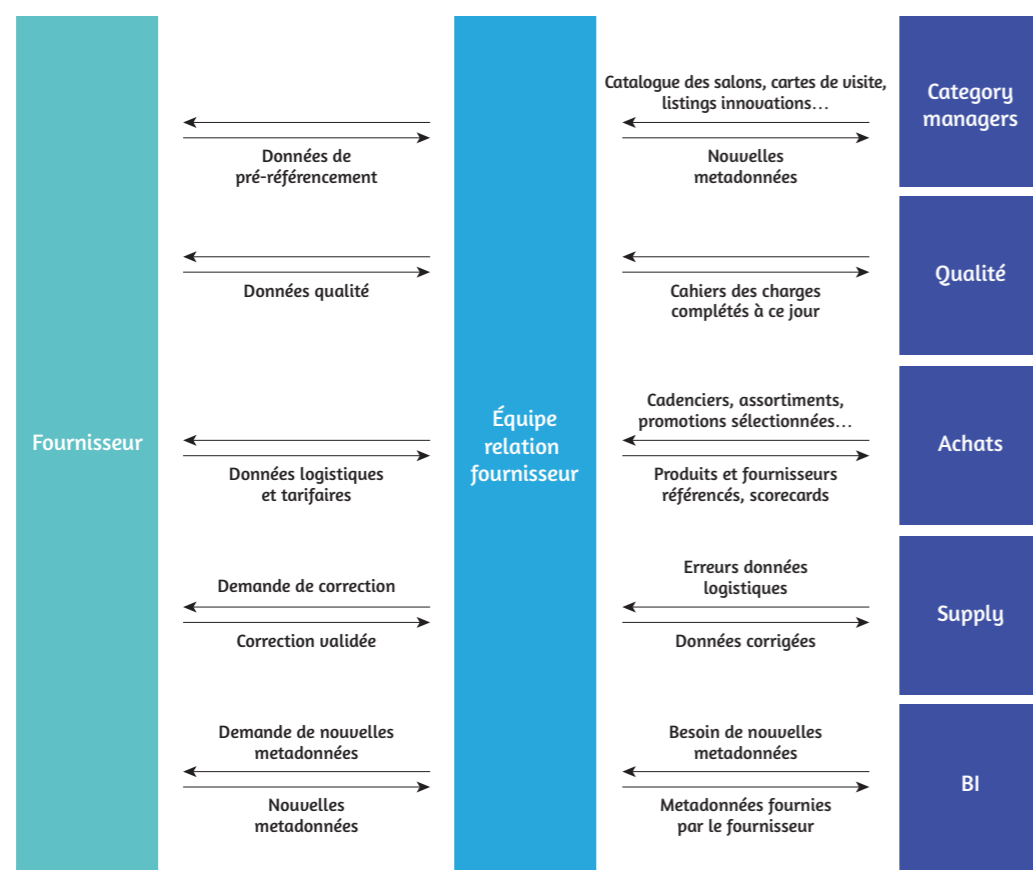 Catalogue des salons, cartes de visite,
listings innovations...
Category
managers
Données de
pré-référencement
Nouvelles
metadonnées
Données qualité
Cahiers des charges
complétés à ce jour
Qualité
Fournisseur
Équipe
relation
fournisseur
Cadenciers, assortiments,
promotions sélectionnées...
Achats
Données logistiques
et tarifaires
Produits et fournisseurs
référencés, scorecards
Demande de correction
Erreurs données
logistiques
Supply
Correction validée
Données corrigées
Demande de nouvelles
metadonnées
Besoin de nouvelles
metadonnées
BI
Nouvelles
metadonnées
Metadonnées fournies
par le fournisseur